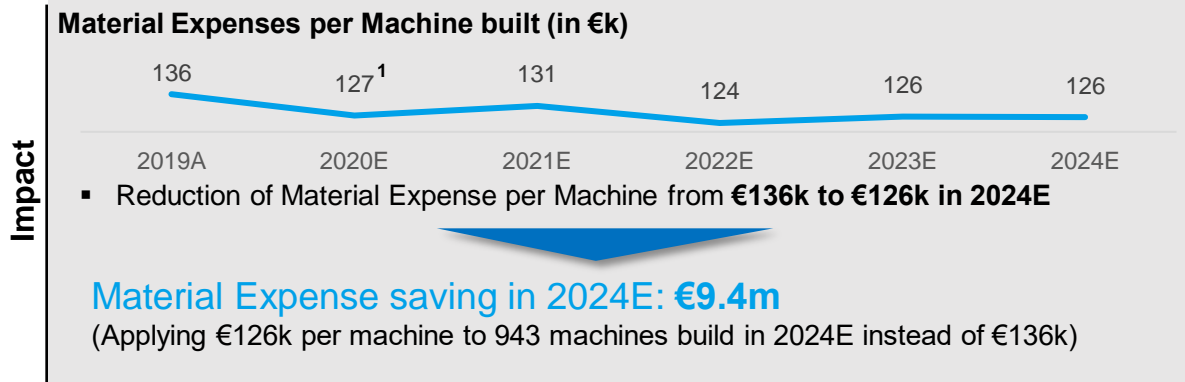 Impact
Material Expenses per Machine built (in €k)
136 127¹ 131 124 126 126
2019A 2020E 2021E 2022E 2023E 2024E
▪ Reduction of Material Expense per Machine from €136k to €126k in 2024E
Material Expense saving in 2024E: €9.4m
(Applying €126k per machine to 943 machines build in 2024E instead of €136k)